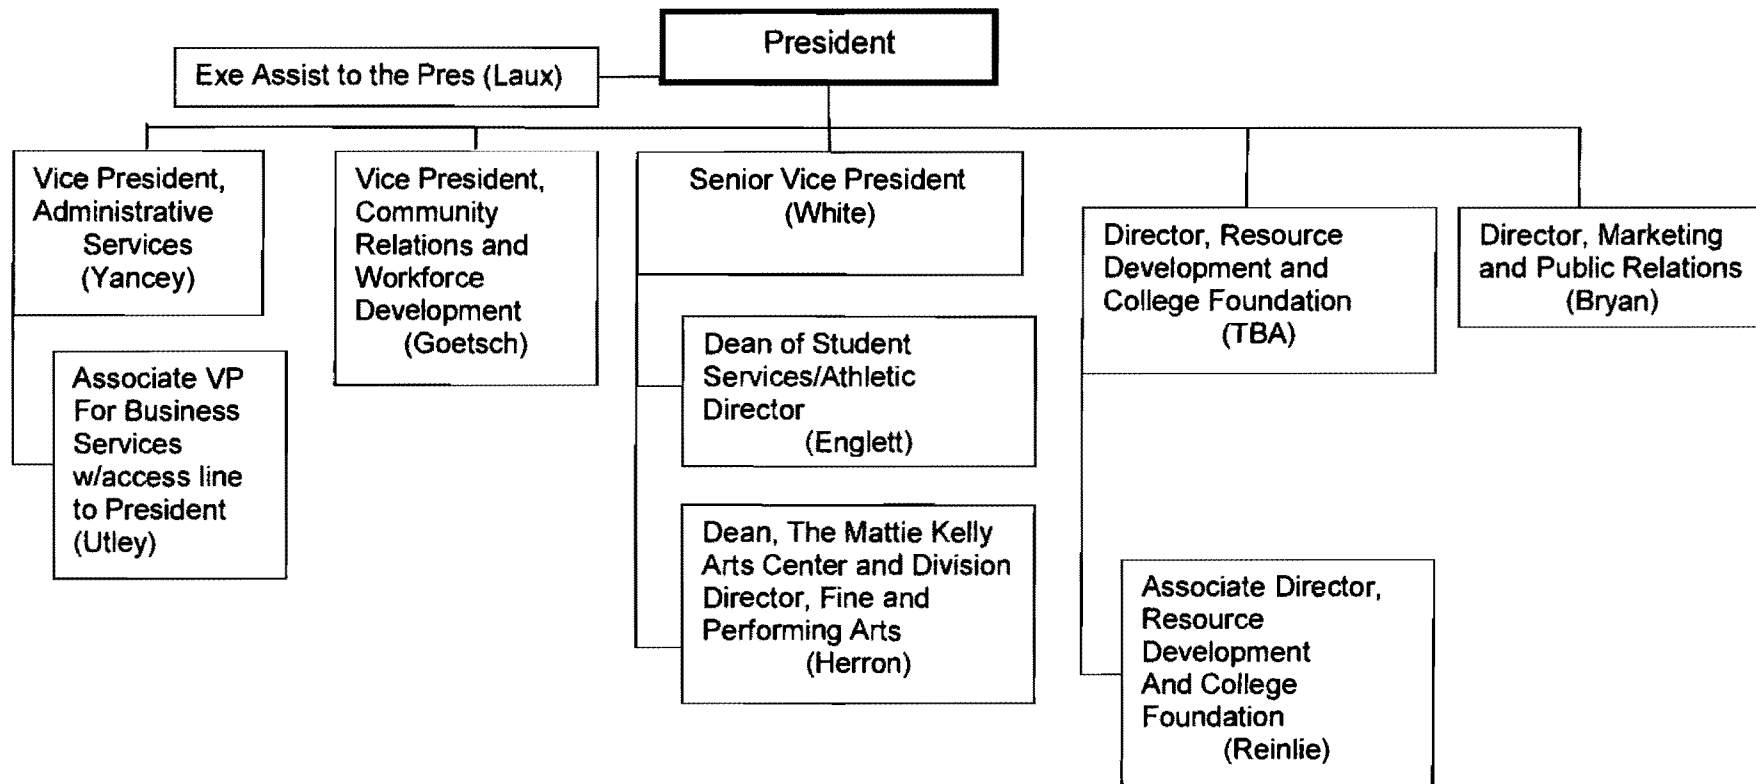 President
Exe Assist to the Pres (Laux)
Vice President,
Administrative
Services
(Yancey)
Associate VP
For Business
Services
w/access line
to President
(Utley)
Vice President,
Community
Relations and
Workforce
Development
(Goetsch)
Senior Vice President
(White)
Dean of Student
Services/Athletic
Director
(Englett)
Dean, The Mattie Kelly
Arts Center and Division
Director, Fine and
Performing Arts
(Herron)
Director, Resource
Development and
College Foundation
(TBA)
Associate Director,
Resource
Development
And College
Foundation
(Reinlie)
Director, Marketing
and Public Relations
(Bryan)